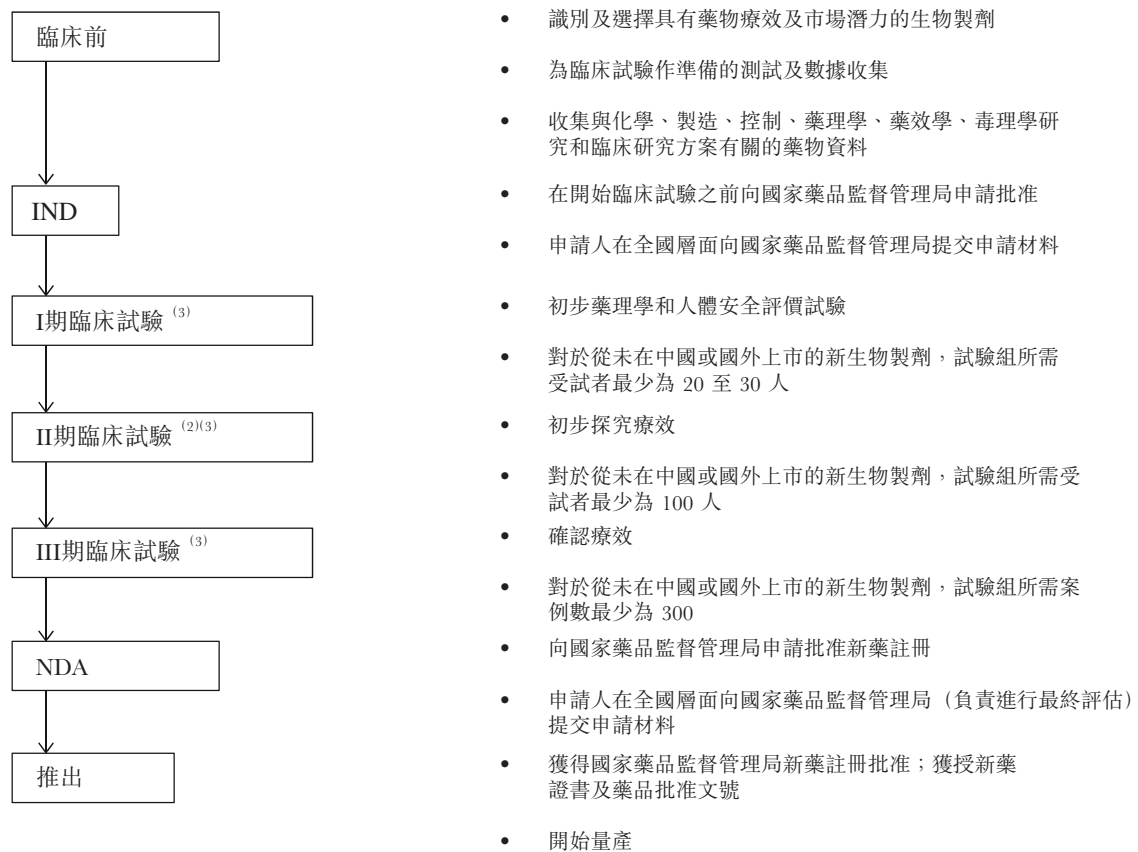 臨床前
• 識別及選擇具有藥物療效及市場潛力的生物製劑
• 為臨床試驗作準備的測試及數據收集
• 收集與化學、製造、控制、藥理學、藥效學、毒理學研
究和臨床研究方案有關的藥物資料
IND
• 在開始臨床試驗之前向國家藥品監督管理局申請批准
• 申請人在全國層面向國家藥品監督管理局提交申請材料
I期臨床試驗 (3)
• 初步藥理學和人體安全評價試驗
• 對於從未在中國或國外上市的新生物製劑，試驗組所需
受試者最少為 20 至 30 人
II期臨床試驗 (2)(3)
• 初步探究療效
• 對於從未在中國或國外上市的新生物製劑，試驗組所需受
試者最少為 100 人
III期臨床試驗 (3)
• 確認療效
• 對於從未在中國或國外上市的新生物製劑，試驗組所需案
例數最少為 300
NDA
• 向國家藥品監督管理局申請批准新藥註冊
• 申請人在全國層面向國家藥品監督管理局（負責進行最終評估）
提交申請材料
推出
• 獲得國家藥品監督管理局新藥註冊批准；獲授新藥
證書及藥品批准文號
• 開始量產